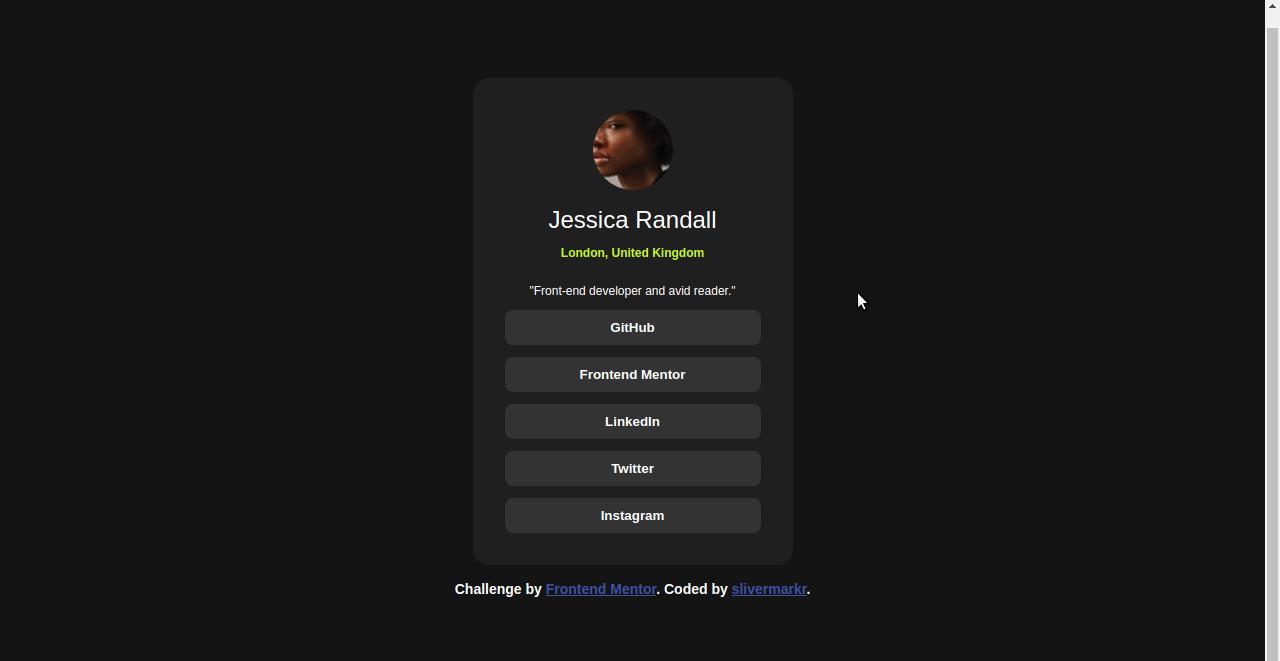 Jessica Randall
London, United Kingdom
"Front-end developer and avid reader."
GitHub
Frontend Mentor
LinkedIn
Twitter
Instagram
Challenge by Frontend Mentor. Coded by slivermarkr.